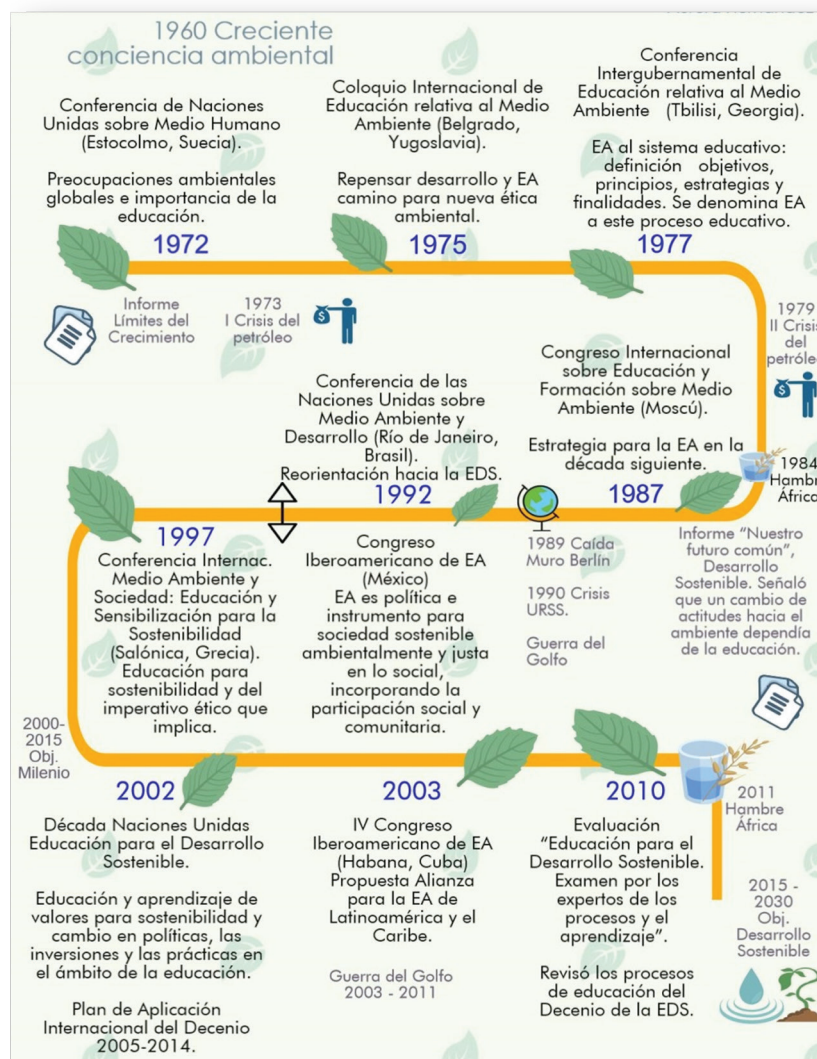 1960 Creciente
conciencia ambiental
Conferencia de Naciones
Unidas sobre Medio Humano
(Estocolmo, Suecia).
Preocupaciones ambientales
globales e importancia de la
educación.
1972
Coloquio Internacional de
Educación relativa al Medio
Ambiente (Belgrado,
Yugoslavia).
Repensar desarrollo y EA
camino para nueva ética
ambiental.
1975
Conferencia
Intergubernamental de
Educación relativa al Medio
Ambiente (Tbilisi, Georgia).
EA al sistema educativo:
definición objetivos,
principios, estrategias y
finalidades. Se denomina EA
a este proceso educativo.
1977
Informe
Límites del
Crecimiento
1973
I Crisis del
petróleo
1979
II Crisis
del
petróleo
1984
Hambre
África
Congreso Internacional
sobre Educación y
Formación sobre Medio
Ambiente (Moscú).
Estrategia para la EA en la
década siguiente.
1987
Informe “Nuestro
futuro común”,
Desarrollo
Sostenible. Señaló
que un cambio de
actitudes hacia el
ambiente dependía
de la educación.
1989 Caída
Muro Berlín
1990 Crisis
URSS.
Guerra del
Golfo
Conferencia de las
Naciones Unidas sobre
Medio Ambiente y
Desarrollo (Río de Janeiro,
Brasil).
Reorientación hacia la EDS.
1992
Congreso
Iberoamericano de EA
(México)
EA es política e
instrumento para
sociedad sostenible
ambientalmente y justa
en lo social,
incorporando la
participación social y
comunitaria.
1997
Conferencia Internac.
Medio Ambiente y
Sociedad: Educación y
Sensibilización para la
Sostenibilidad
(Salónica, Grecia).
Educación para
sostenibilidad y del
imperativo ético que
implica.
2000-
2015
Obj.
Milenio
2002
Década Naciones Unidas
Educación para el Desarrollo
Sostenible.
Educación y aprendizaje de
valores para sostenibilidad y
cambio en políticas, las
inversiones y las prácticas en
el ámbito de la educación.
Plan de Aplicación
Internacional del Decenio
2005-2014.
2003
IV Congreso
Iberoamericano de EA
(Habana, Cuba)
Propuesta Alianza
para la EA de
Latinoamérica y el
Caribe.
Guerra del Golfo
2003 - 2011
2010
Evaluación
“Educación para el
Desarrollo Sostenible.
Examen por los
expertos de los
procesos y el
aprendizaje”.
Revisó los procesos
de educación del
Decenio de la EDS.
2011
Hambre
África
2015 -
2030
Obj.
Desarrollo
Sostenible